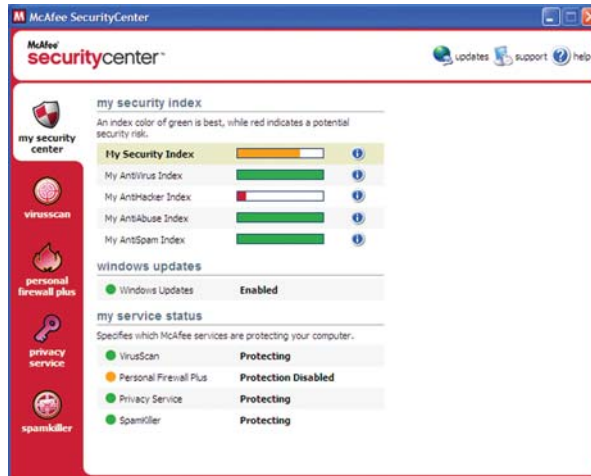 McAfee SecurityCenter
McAfee
securitycenter
updates support help
my security center
virusscan
personal firewall plus
privacy service
spamkiller
my security index
An index color of green is best, while red indicates a potential
security risk.
My Security Index
My AntiVirus Index
My AntiHacker Index
My AntiAbuse Index
My AntiSpam Index
windows updates
Windows Updates Enabled
my service status
Specifies which McAfee services are protecting your computer.
VirusScan Protecting
Personal Firewall Plus Protection Disabled
Privacy Service Protecting
SpamKiller Protecting